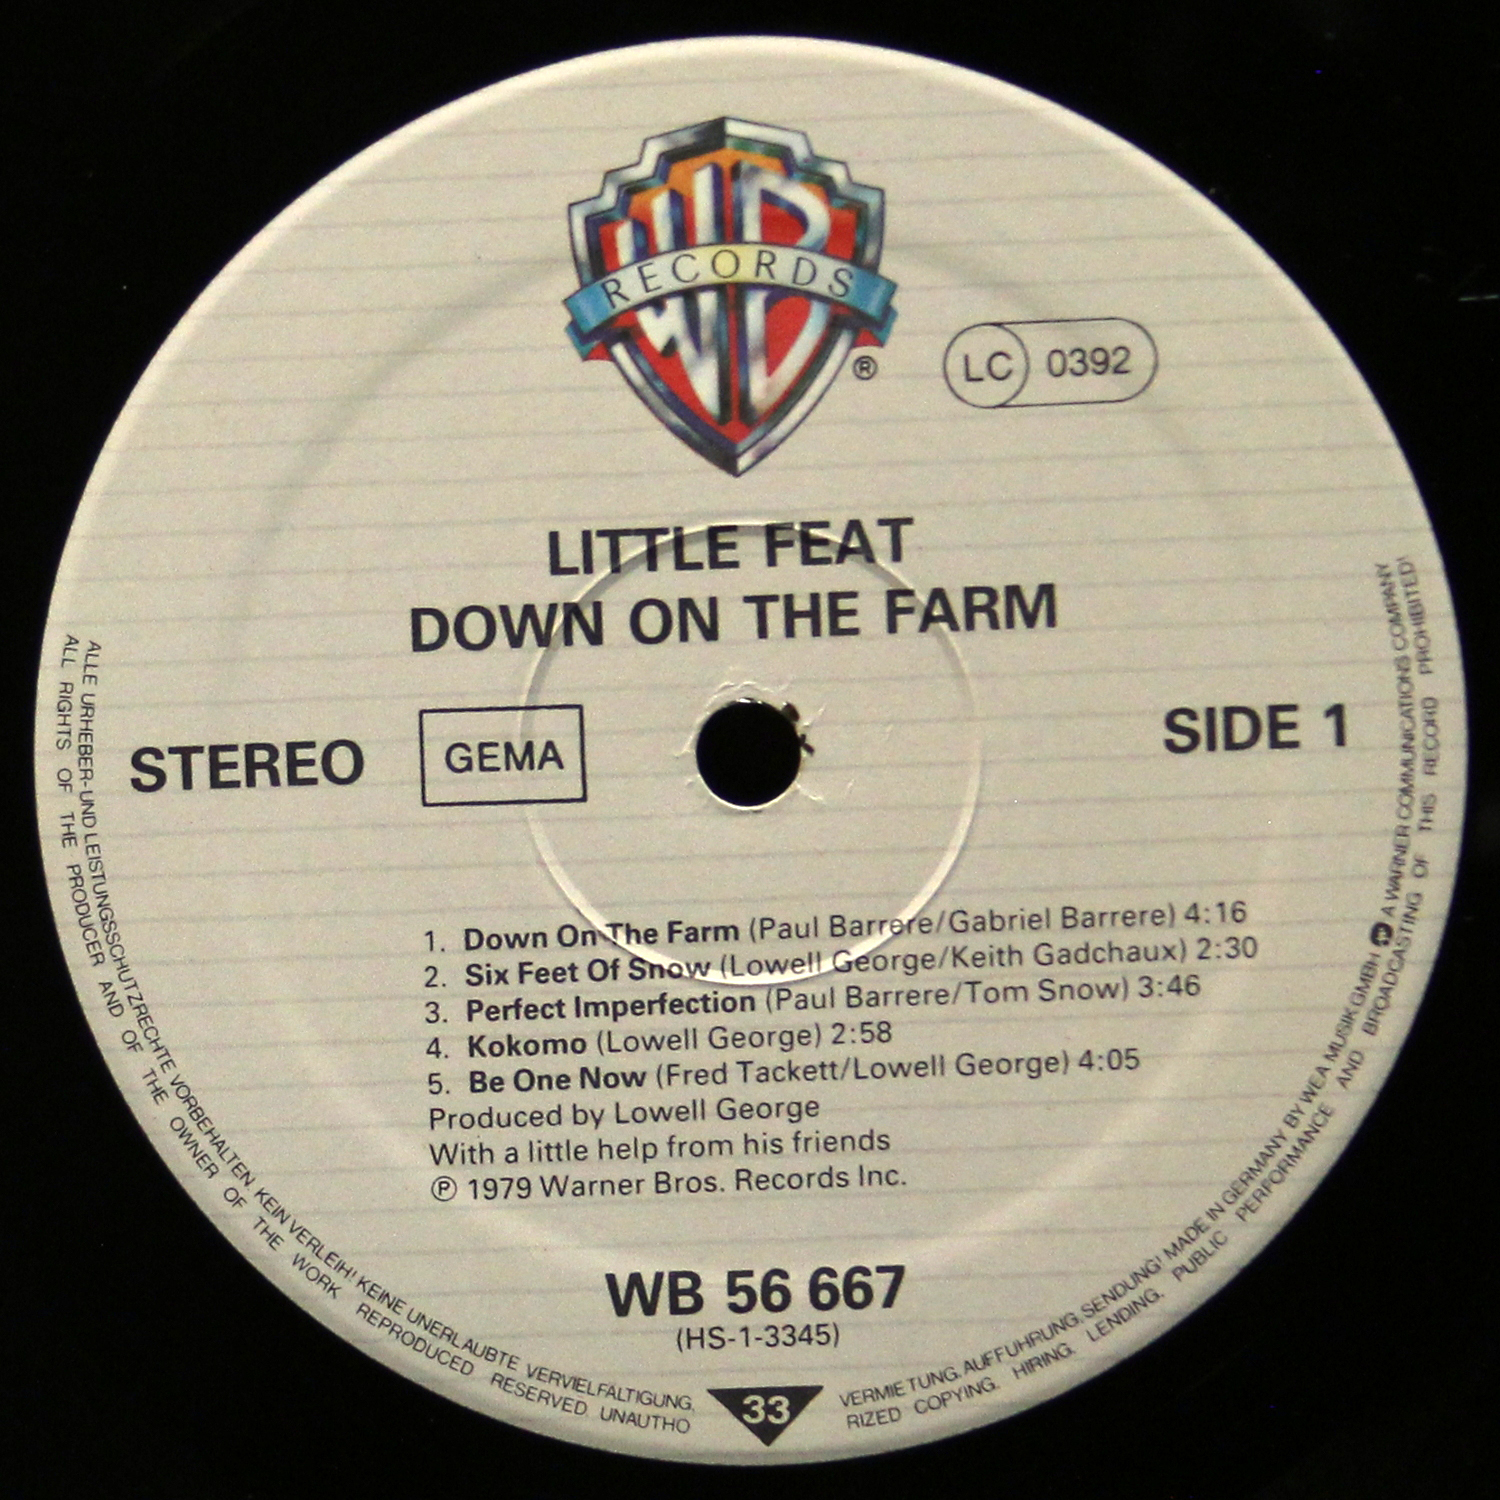 WB
RECORDS
®
LC 0392
LITTLE FEAT
DOWN ON THE FARM
STEREO
GEMA
SIDE 1
1. Down On The Farm (Paul Barrere/Gabriel Barrere) 4:16
2. Six Feet Of Snow (Lowell George/Keith Gadchaux) 2:30
3. Perfect Imperfection (Paul Barrere/Tom Snow) 3:46
4. Kokomo (Lowell George) 2:58
5. Be One Now (Fred Tackett/Lowell George) 4:05
Produced by Lowell George
With a little help from his friends
℗ 1979 Warner Bros. Records Inc.
WB 56 667
(HS-1-3345)
33
ALLE URHEBER- UND LEISTUNGSSCHUTZRECHTE VORBEHALTEN. KEIN VERLEIH! KEINE UNERLAUBTE VERVIELFÄLTIGUNG, VERMIETUNG, AUFFÜHRUNG, SENDUNG! MADE IN GERMANY BY WEA MUSIK GMBH A WARNER COMMUNICATIONS COMPANY
ALL RIGHTS OF THE PRODUCER AND OF THE OWNER OF THE WORK REPRODUCED RESERVED. UNAUTHORIZED COPYING, HIRING, LENDING, PUBLIC PERFORMANCE AND BROADCASTING OF THIS RECORD PROHIBITED!